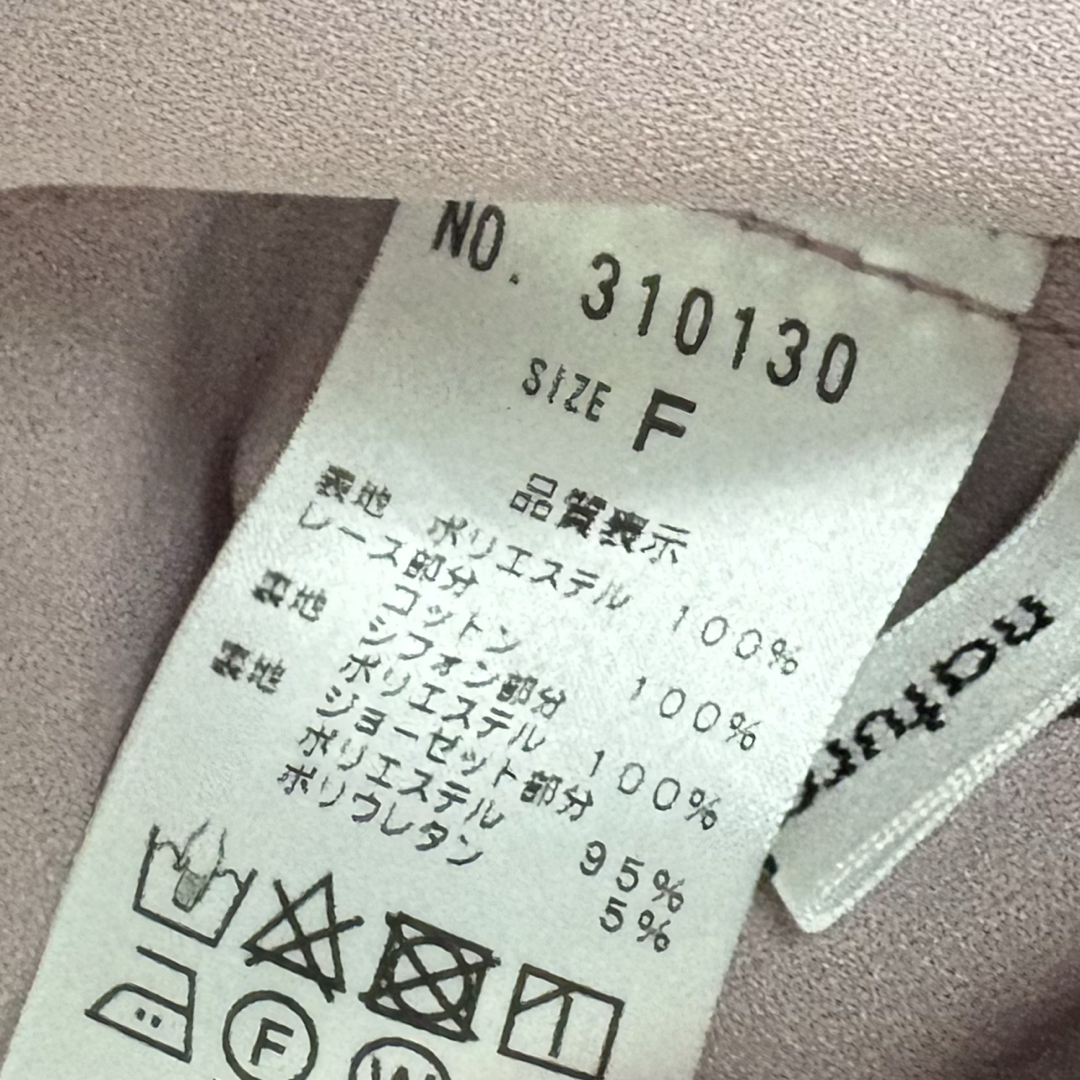 NO. 310130
SIZE F
品質表示
表地 ポリエステル 100%
レース部分
コットン 100%
裏地 シフォン部分
ポリエステル 100%
裏地 ジョーゼット部分
ポリエステル 95%
ポリウレタン 5%
F
W